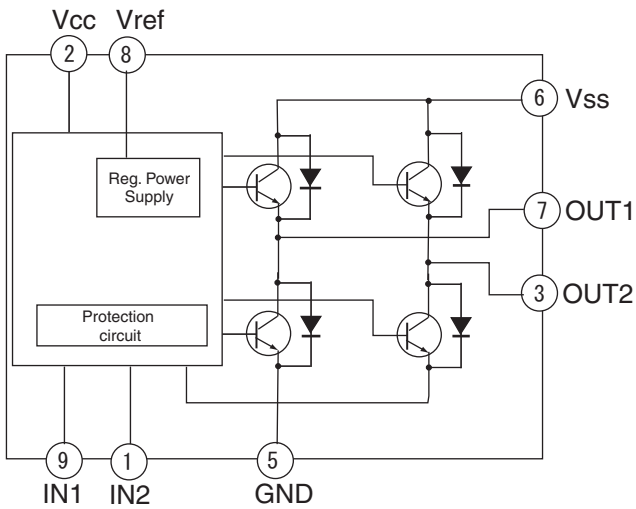 Vcc Vref
2 8
6 Vss
Reg. Power
Supply
7 OUT1
3 OUT2
Protection
circuit
9 1 5
IN1 IN2 GND